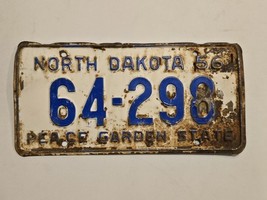 NORTH DAKOTA 56
64-298
PEACE GARDEN STATE